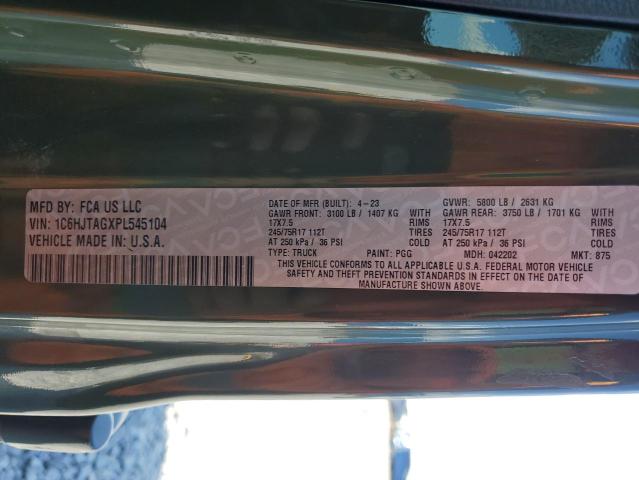 MFD BY: FCA US LLC
VIN: 1C6HJTAGXPL545104
VEHICLE MADE IN: U.S.A.
DATE OF MFR (BUILT): 4-23 GVWR: 5800 LB / 2631 KG
GAWR FRONT: 3100 LB / 1407 KG WITH GAWR REAR: 3750 LB / 1701 KG WITH
17X7.5 RIMS 17X7.5 RIMS
245/75R17 112T TIRES 245/75R17 112T TIRES
AT 250 kPa / 36 PSI COLD AT 250 kPa / 36 PSI COLD
TYPE: TRUCK PAINT: PGG MDH: 042202 MKT: 875
THIS VEHICLE CONFORMS TO ALL APPLICABLE U.S.A. FEDERAL MOTOR VEHICLE
SAFETY AND THEFT PREVENTION STANDARDS IN EFFECT ON THE DATE OF
MANUFACTURE SHOWN ABOVE.